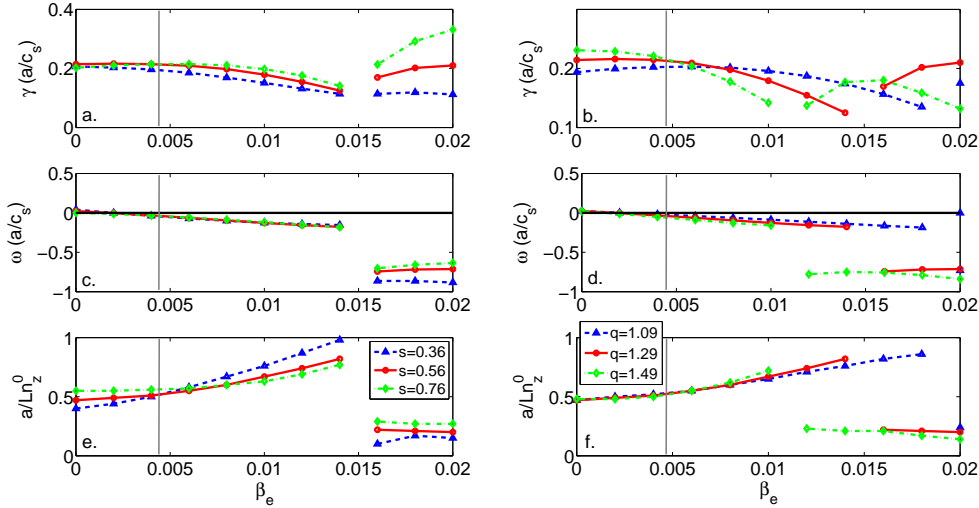 0.4
0.2
0
γ (a/c_s)
a.
0 0.005 0.01 0.015 0.02
0.2
0.1
γ (a/c_s)
b.
0 0.005 0.01 0.015 0.02
0.5
0
−0.5
−1
ω (a/c_s)
c.
0 0.005 0.01 0.015 0.02
0.5
0
−0.5
−1
ω (a/c_s)
d.
0 0.005 0.01 0.015 0.02
1
0.5
0
a/Ln_z^0
s=0.36
s=0.56
s=0.76
e.
0 0.005 0.01 0.015 0.02
β_e
1
0.5
0
a/Ln_z^0
q=1.09
q=1.29
q=1.49
f.
0 0.005 0.01 0.015 0.02
β_e